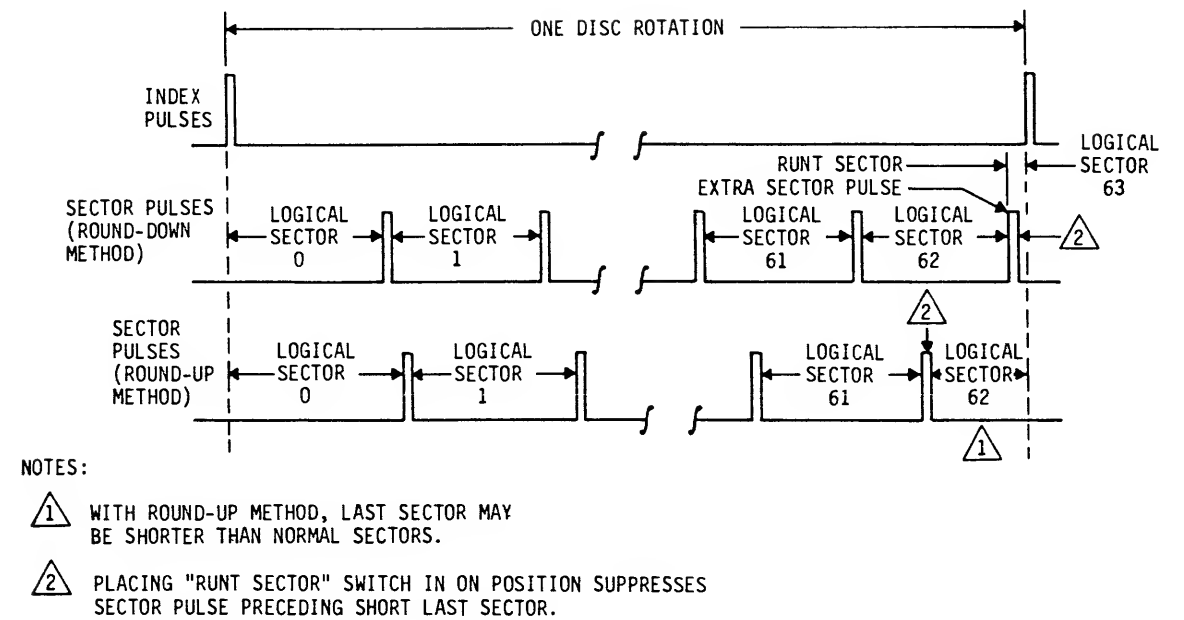 ONE DISC ROTATION
INDEX
PULSES
RUNT SECTOR
EXTRA SECTOR PULSE
LOGICAL
SECTOR
63
SECTOR PULSES
(ROUND-DOWN
METHOD)
LOGICAL
SECTOR
0
LOGICAL
SECTOR
1
LOGICAL
SECTOR
61
LOGICAL
SECTOR
62
2
SECTOR
PULSES
(ROUND-UP
METHOD)
LOGICAL
SECTOR
0
LOGICAL
SECTOR
1
LOGICAL
SECTOR
61
2
LOGICAL
SECTOR
62
1
NOTES:
1 WITH ROUND-UP METHOD, LAST SECTOR MAY
BE SHORTER THAN NORMAL SECTORS.
2 PLACING "RUNT SECTOR" SWITCH IN ON POSITION SUPPRESSES
SECTOR PULSE PRECEDING SHORT LAST SECTOR.